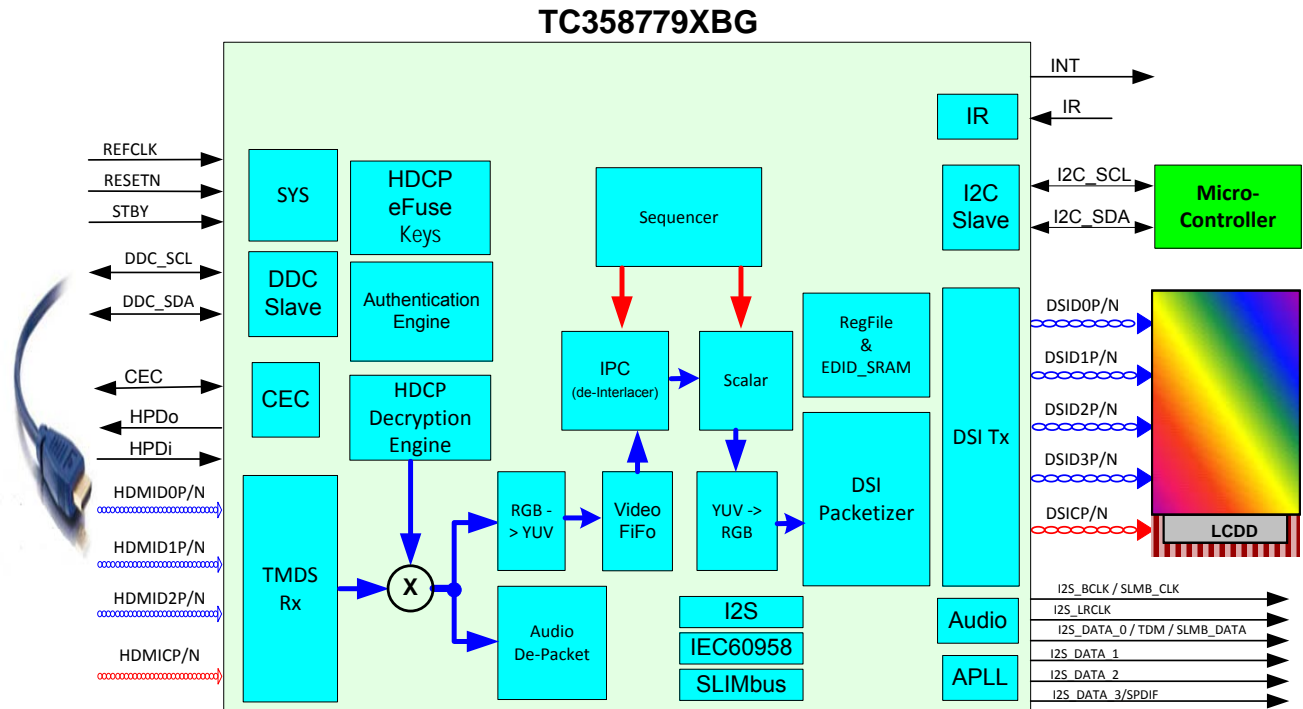 TC358779XBG
INT
IR
IR
REFCLK
RESETN
STBY
SYS
HDCP
eFuse
Keys
Sequencer
I2C
Slave
I2C_SCL
I2C_SDA
Micro-
Controller
DDC_SCL
DDC_SDA
DDC
Slave
Authentication
Engine
RegFile
&
EDID_SRAM
DSID0P/N
DSID1P/N
DSID2P/N
DSID3P/N
DSICP/N
LCDD
IPC
(de-Interlacer)
Scalar
DSI Tx
CEC
HPDo
HPDi
CEC
HDCP
Decryption
Engine
HDMID0P/N
HDMID1P/N
HDMID2P/N
HDMICP/N
TMDS
Rx
X
RGB -
> YUV
Video
FiFo
YUV ->
RGB
DSI
Packetizer
Audio
De-Packet
I2S
IEC60958
SLIMbus
Audio
APLL
I2S_BCLK / SLMB_CLK
I2S_LRCLK
I2S_DATA_0 / TDM / SLMB_DATA
I2S_DATA_1
I2S_DATA_2
I2S_DATA_3/SPDIF